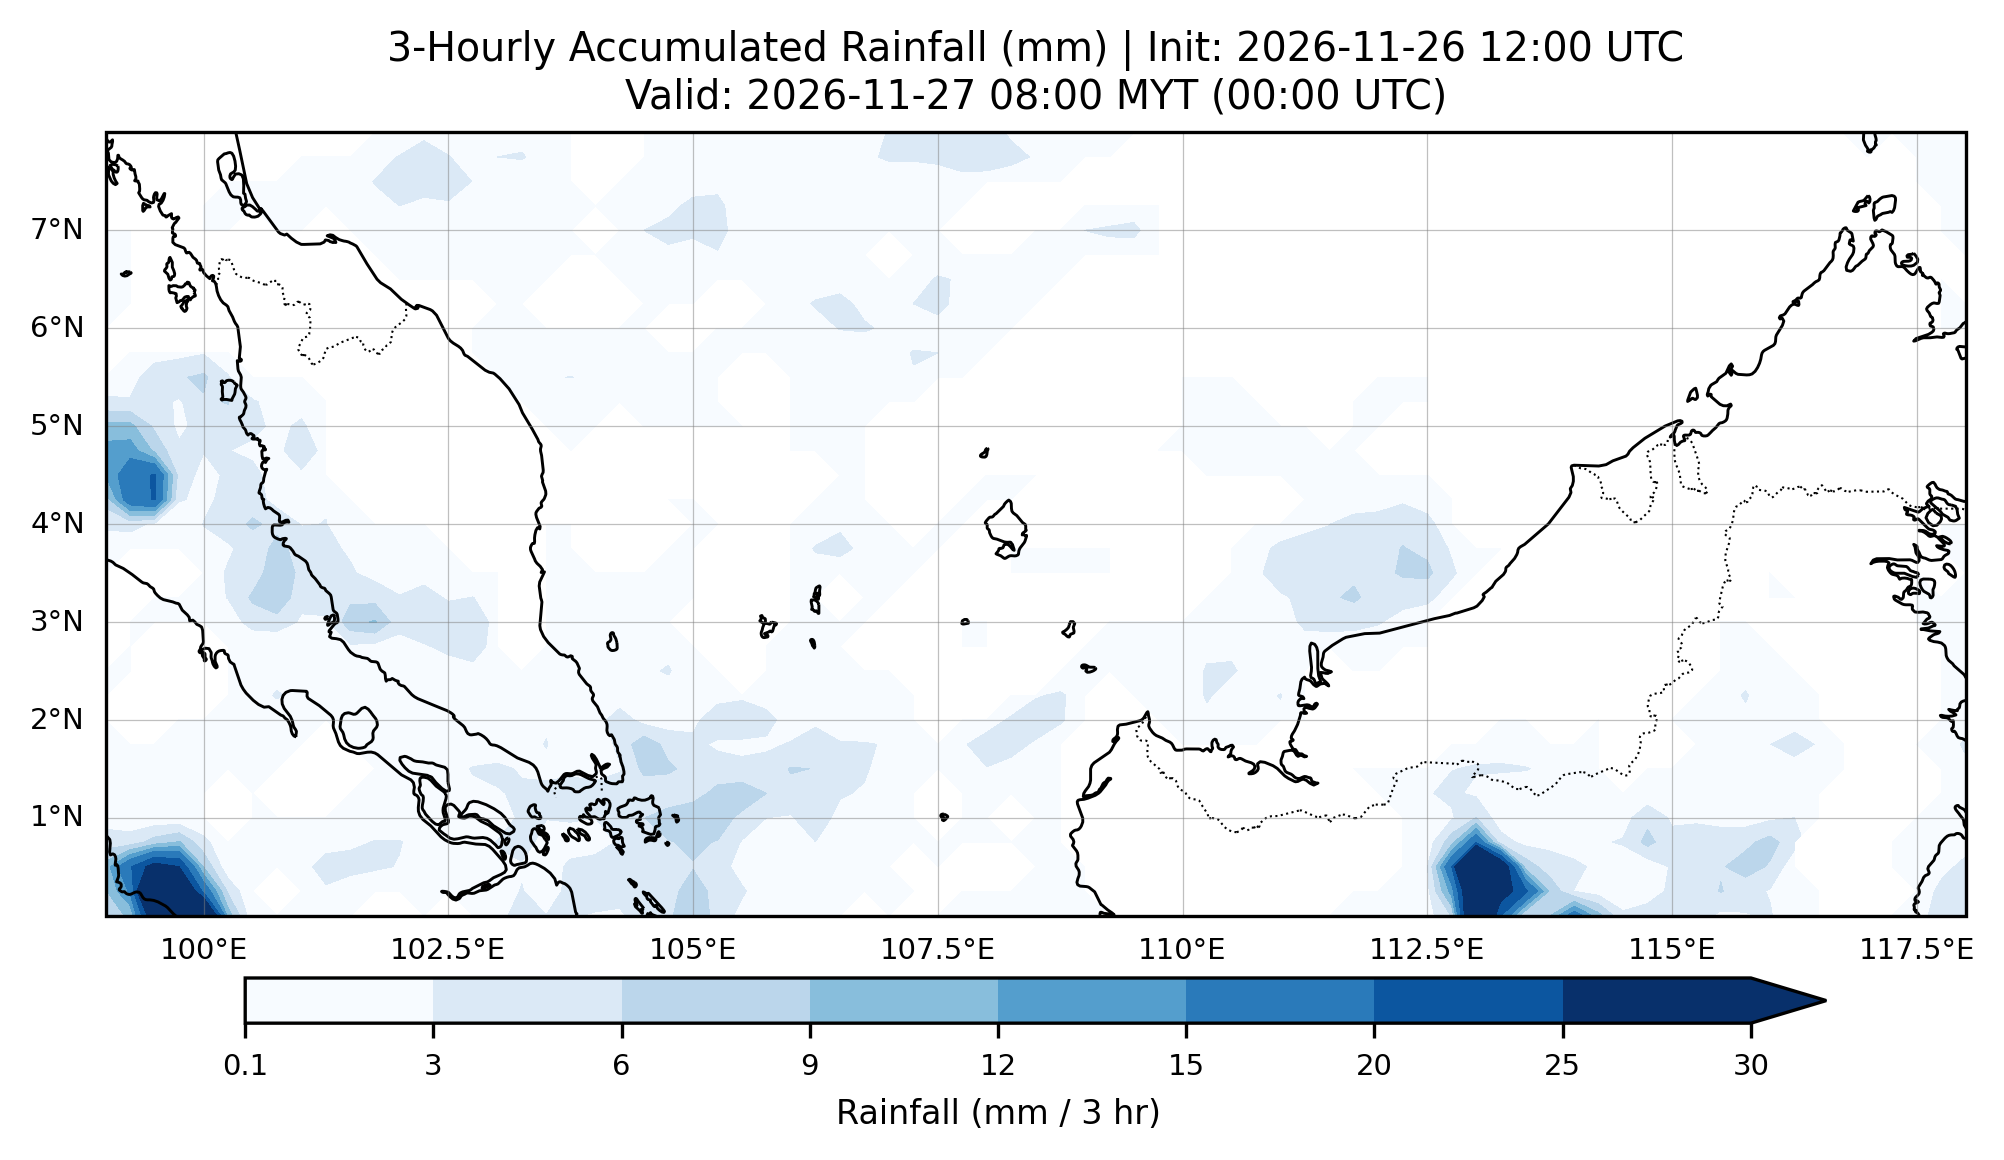 3-Hourly Accumulated Rainfall (mm) | Init: 2026-11-26 12:00 UTC
Valid: 2026-11-27 08:00 MYT (00:00 UTC)
7°N
6°N
5°N
4°N
3°N
2°N
1°N
100°E 102.5°E 105°E 107.5°E 110°E 112.5°E 115°E 117.5°E
0.1 3 6 9 12 15 20 25 30
Rainfall (mm / 3 hr)